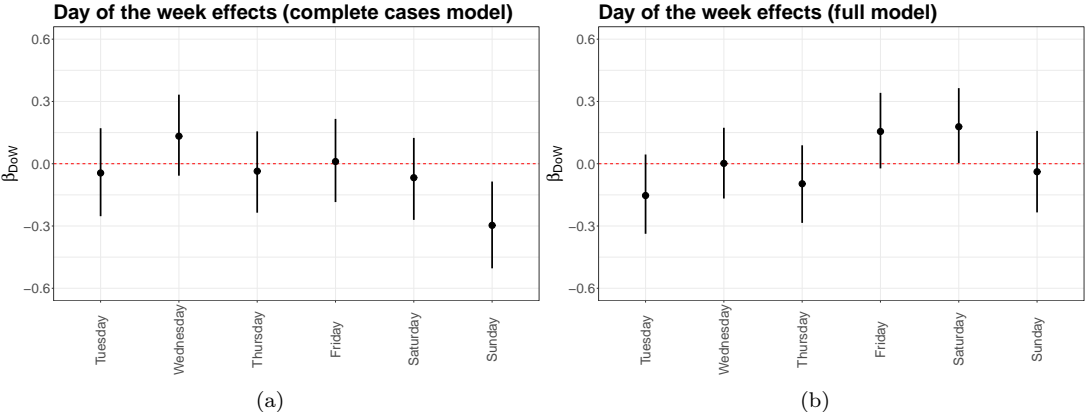 Day of the week effects (complete cases model)
0.6
0.3
0.0
−0.3
−0.6
βDoW
Tuesday
Wednesday
Thursday
Friday
Saturday
Sunday
(a)
Day of the week effects (full model)
0.6
0.3
0.0
−0.3
−0.6
βDoW
Tuesday
Wednesday
Thursday
Friday
Saturday
Sunday
(b)